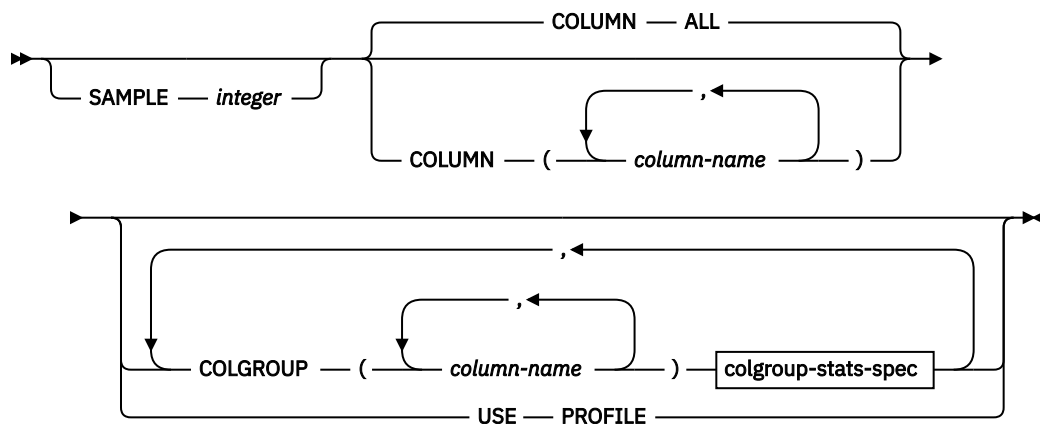 COLUMN ALL
SAMPLE integer
,
COLUMN ( column-name )
,
,
COLGROUP ( column-name ) colgroup-stats-spec
USE PROFILE